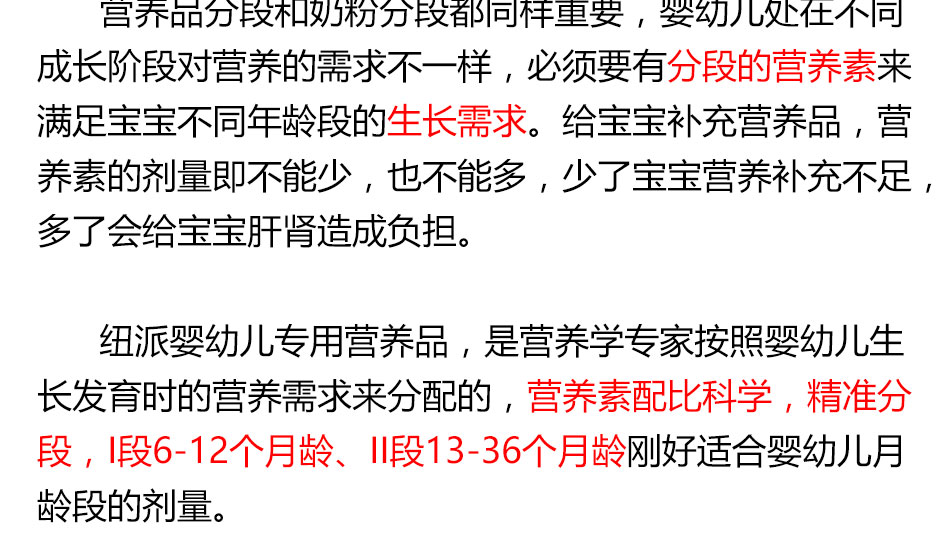 营养品分段和奶粉分段都同样重要，婴幼儿处在不同
成长阶段对营养的需求不一样，必须要有分段的营养素来
满足宝宝不同年龄段的生长需求。给宝宝补充营养品，营
养素的剂量即不能少，也不能多，少了宝宝营养补充不足，
多了会给宝宝肝肾造成负担。
纽派婴幼儿专用营养品，是营养学专家按照婴幼儿生
长发育时的营养需求来分配的，营养素配比科学，精准分
段，I段6-12个月龄、II段13-36个月龄刚好适合婴幼儿月
龄段的剂量。